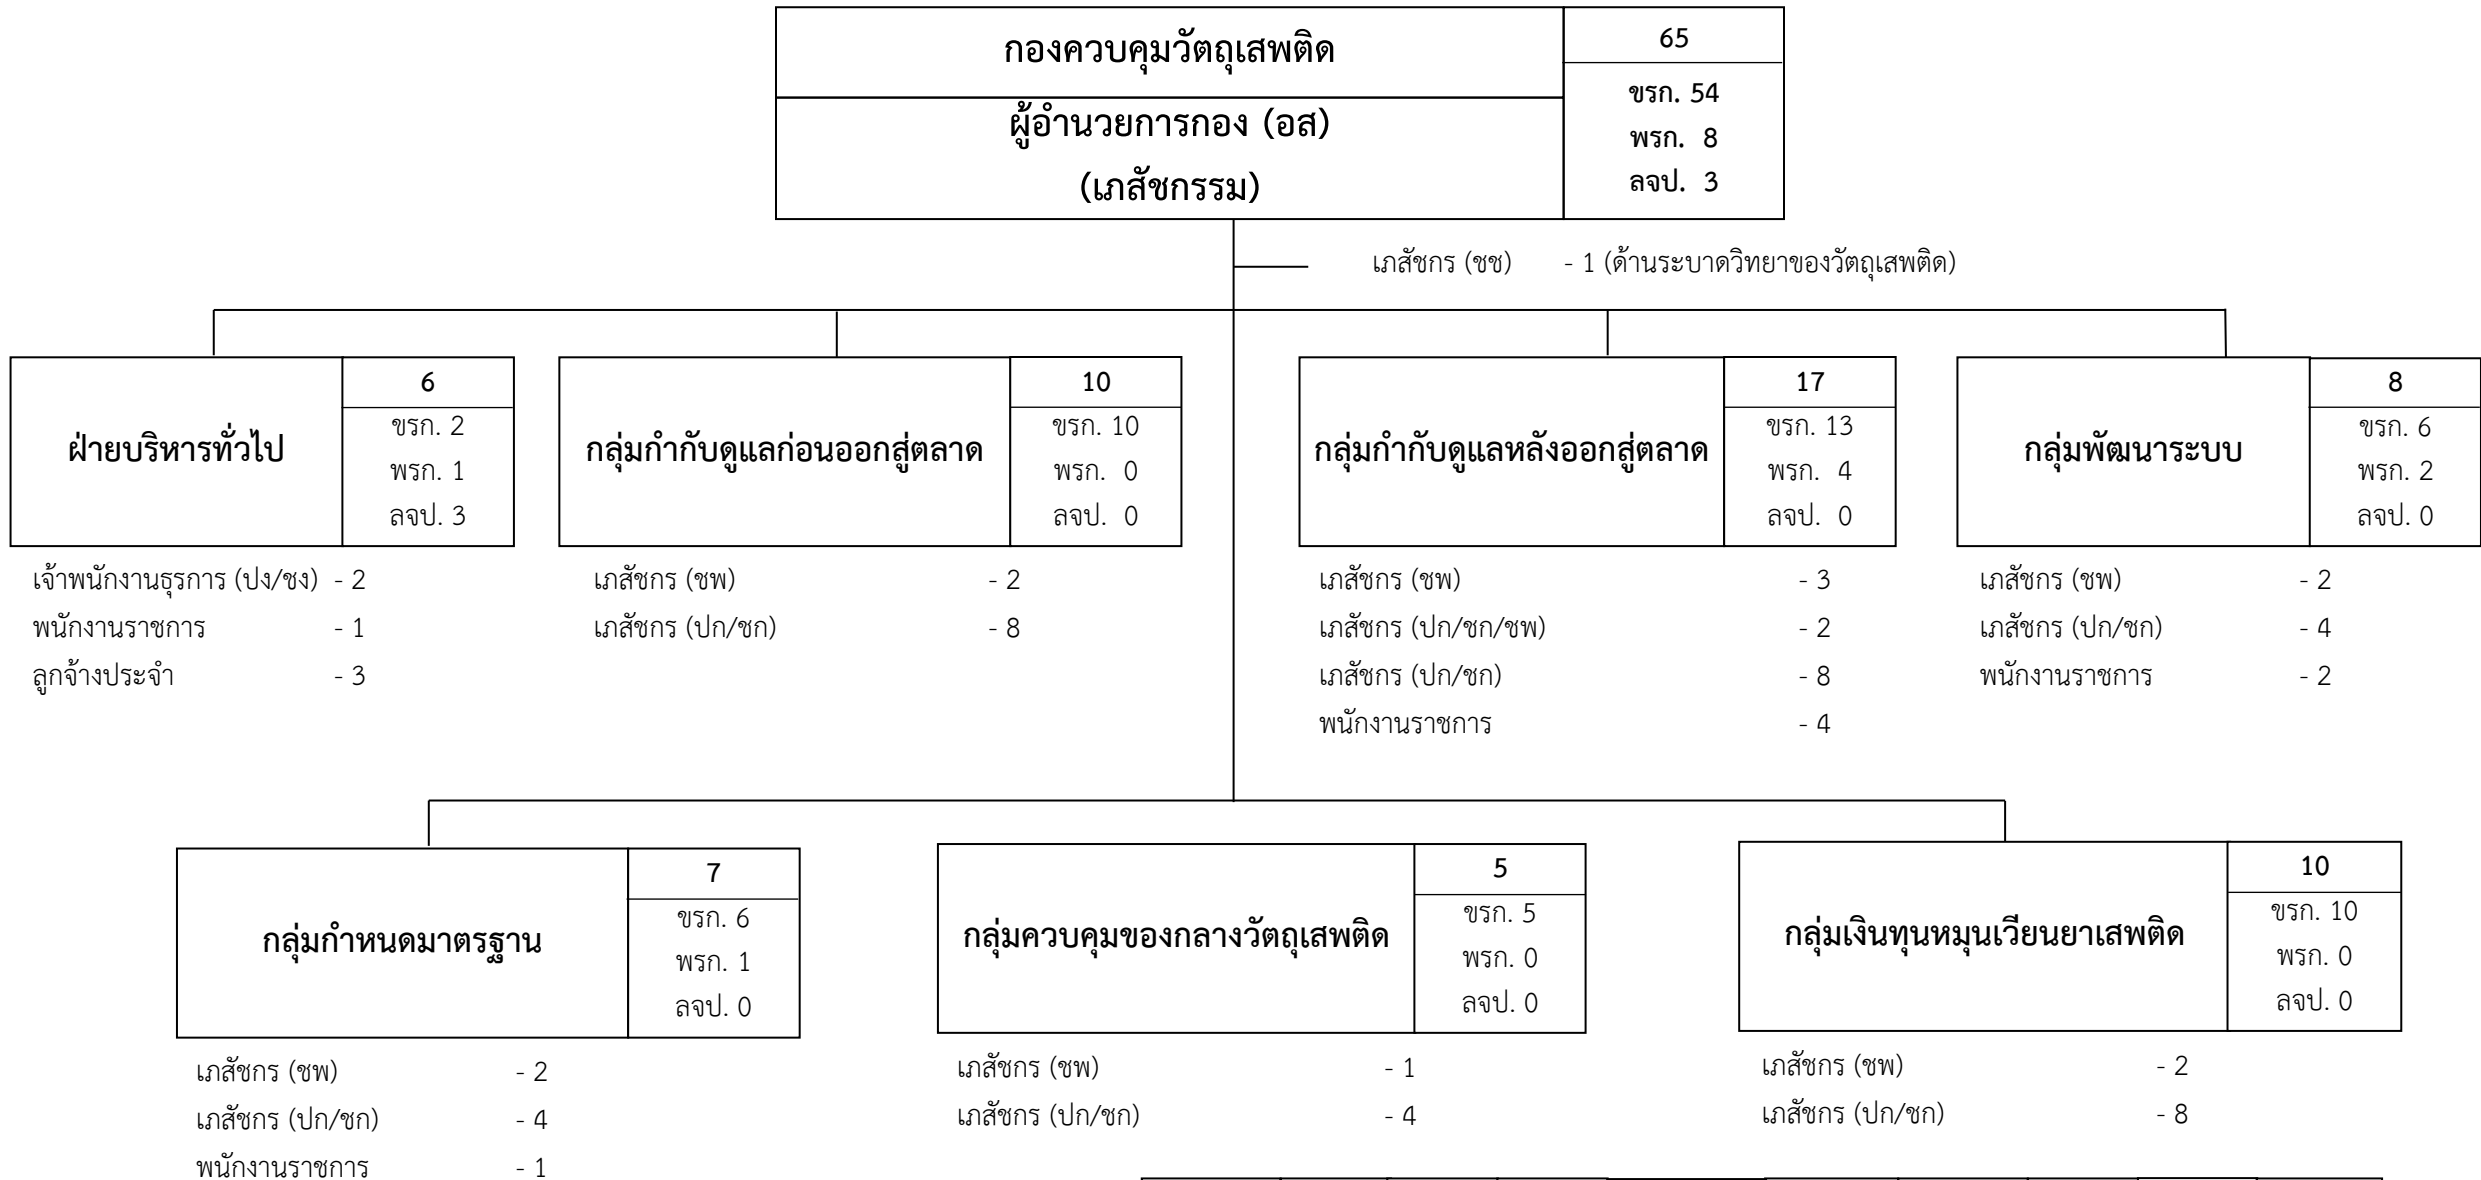 กองควบคุมวัตถุเสพติด
65
ผู้อำนวยการกอง (อส)
(เภสัชกรรม)
ขรก. 54
พรก. 8
ลจป. 3
เภสัชกร (ชช) - 1 (ด้านระบาดวิทยาของวัตถุเสพติด)
ฝ่ายบริหารทั่วไป
6
ขรก. 2
พรก. 1
ลจป. 3
เจ้าพนักงานธุรการ (ปง/ชง) - 2
พนักงานราชการ - 1
ลูกจ้างประจำ - 3
กลุ่มกำกับดูแลก่อนออกสู่ตลาด
10
ขรก. 10
พรก. 0
ลจป. 0
เภสัชกร (ชพ) - 2
เภสัชกร (ปก/ชก) - 8
กลุ่มกำกับดูแลหลังออกสู่ตลาด
17
ขรก. 13
พรก. 4
ลจป. 0
เภสัชกร (ชพ) - 3
เภสัชกร (ปก/ชก/ชพ) - 2
เภสัชกร (ปก/ชก) - 8
พนักงานราชการ - 4
กลุ่มพัฒนาระบบ
8
ขรก. 6
พรก. 2
ลจป. 0
เภสัชกร (ชพ) - 2
เภสัชกร (ปก/ชก) - 4
พนักงานราชการ - 2
กลุ่มกำหนดมาตรฐาน
7
ขรก. 6
พรก. 1
ลจป. 0
เภสัชกร (ชพ) - 2
เภสัชกร (ปก/ชก) - 4
พนักงานราชการ - 1
กลุ่มควบคุมของกลางวัตถุเสพติด
5
ขรก. 5
พรก. 0
ลจป. 0
เภสัชกร (ชพ) - 1
เภสัชกร (ปก/ชก) - 4
กลุ่มเงินทุนหมุนเวียนยาเสพติด
10
ขรก. 10
พรก. 0
ลจป. 0
เภสัชกร (ชพ) - 2
เภสัชกร (ปก/ชก) - 8